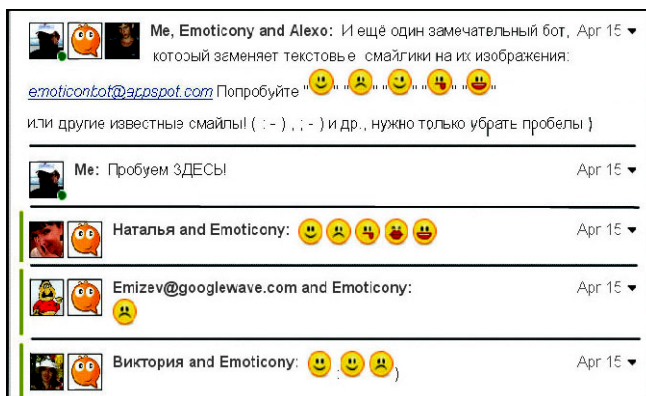 Me, Emoticony and Alexo: И ещё один замечательный бот, Apr 15
который заменяет текстовые смайлики на их изображения:
emoticonbot@appspot.com Попробуйте " " " " " " " " " "
или другие известные смайлы! ( : - ) , ; - ) и др., нужно только убрать пробелы )
Me: Пробуем ЗДЕСЬ! Apr 15
Наталья and Emoticony: Apr 15
Emizev@googlewave.com and Emoticony: Apr 15
Виктория and Emoticony: : ) Apr 15